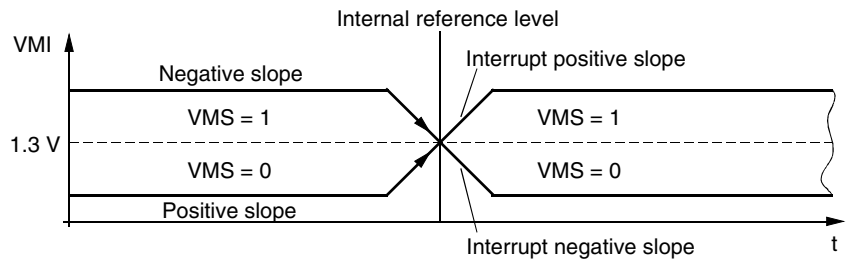 Internal reference level
VMI
Negative slope
Interrupt positive slope
VMS = 1
VMS = 1
1.3 V
VMS = 0
VMS = 0
Positive slope
Interrupt negative slope
t